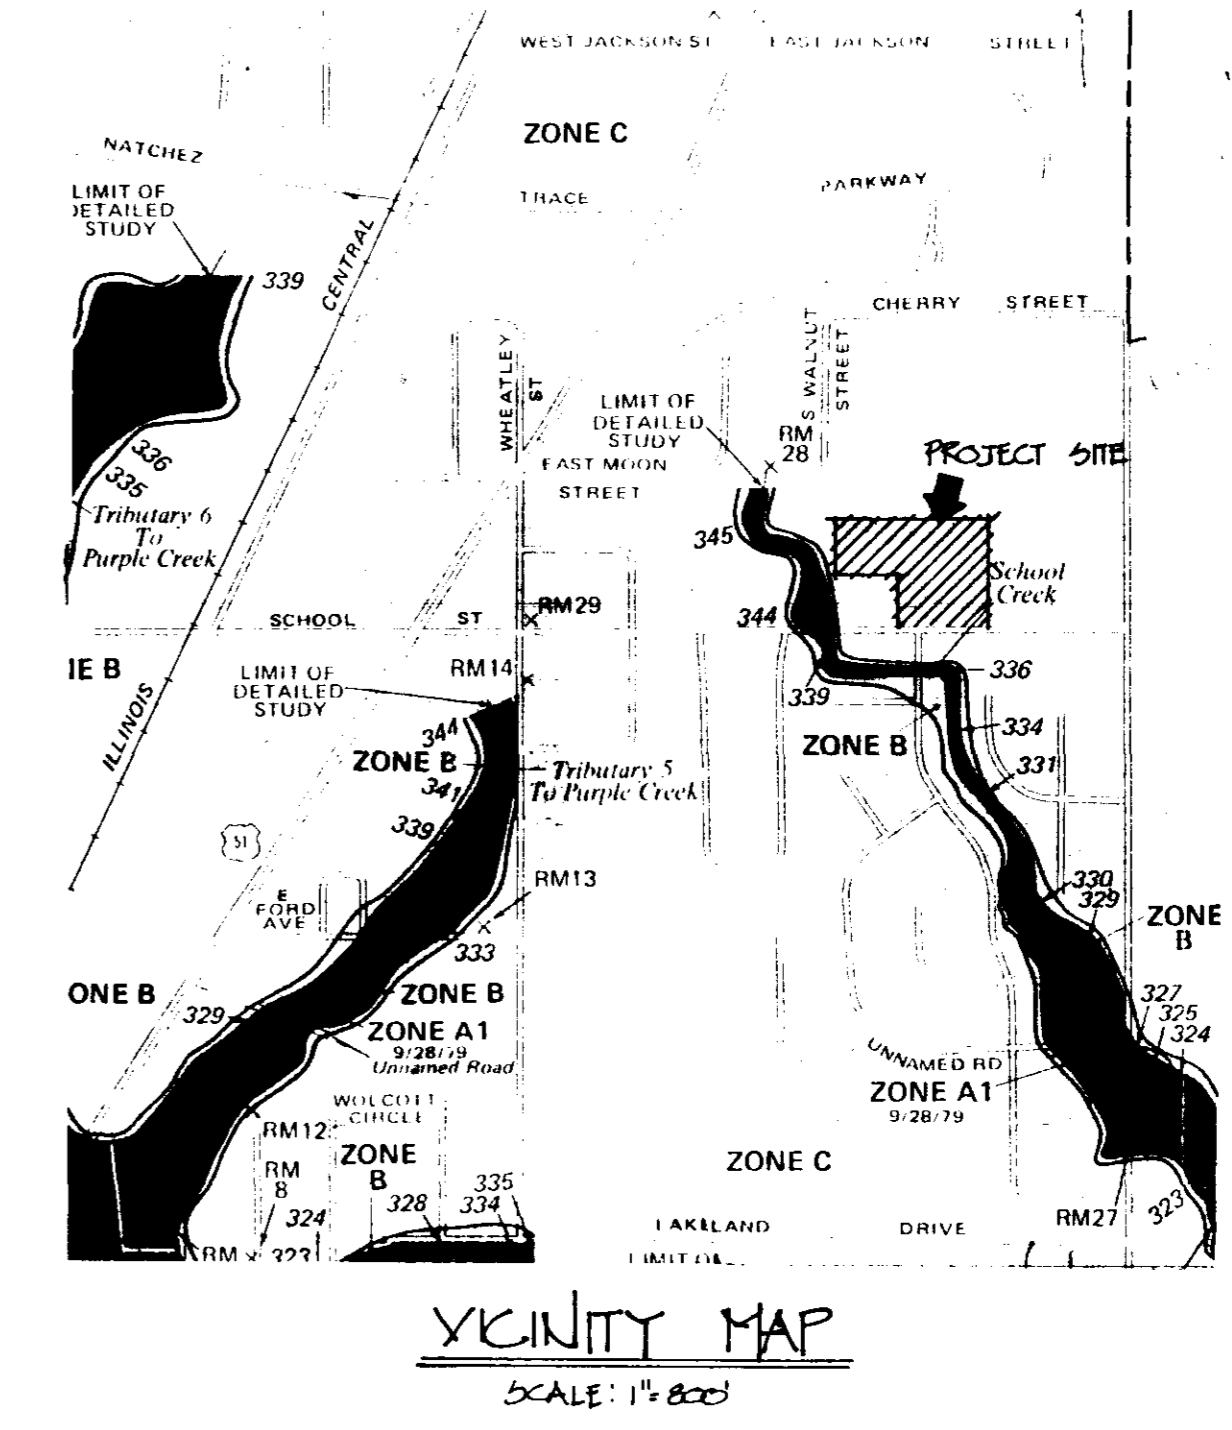 WEST JACKSON ST EAST JACKSON STREET
ZONE C
NATCHEZ
TRACE
PARKWAY
LIMIT OF
DETAILED
STUDY
339
CENTRAL
CHERRY STREET
S WALNUT
STREET
WHEATLEY
ST
LIMIT OF
DETAILED
STUDY
RM
28
PROJECT SITE
EAST MOON
STREET
336
335
Tributary 6
To
Purple Creek
345
School
Creek
RM29
344
SCHOOL ST
IE B
LIMIT OF
DETAILED
STUDY
RM14
336
339
ILLINOIS
344
334
ZONE B
ZONE B
331
Tributary 5
To Purple Creek
341
339
51
RM13
E
FORD
AVE
330
329
ZONE
B
333
ONE B
ZONE B
327
329
325
324
ZONE A1
9/28/79
Unnamed Road
UNNAMED RD
ZONE A1
9/28/79
WOLCOTT
CIRCLE
RM12
ZONE
B
ZONE C
RM
8
335
334
328
324
323
RM27
LAKELAND DRIVE
RM
323
LIMIT OF
VICINITY MAP
SCALE: 1"=800'